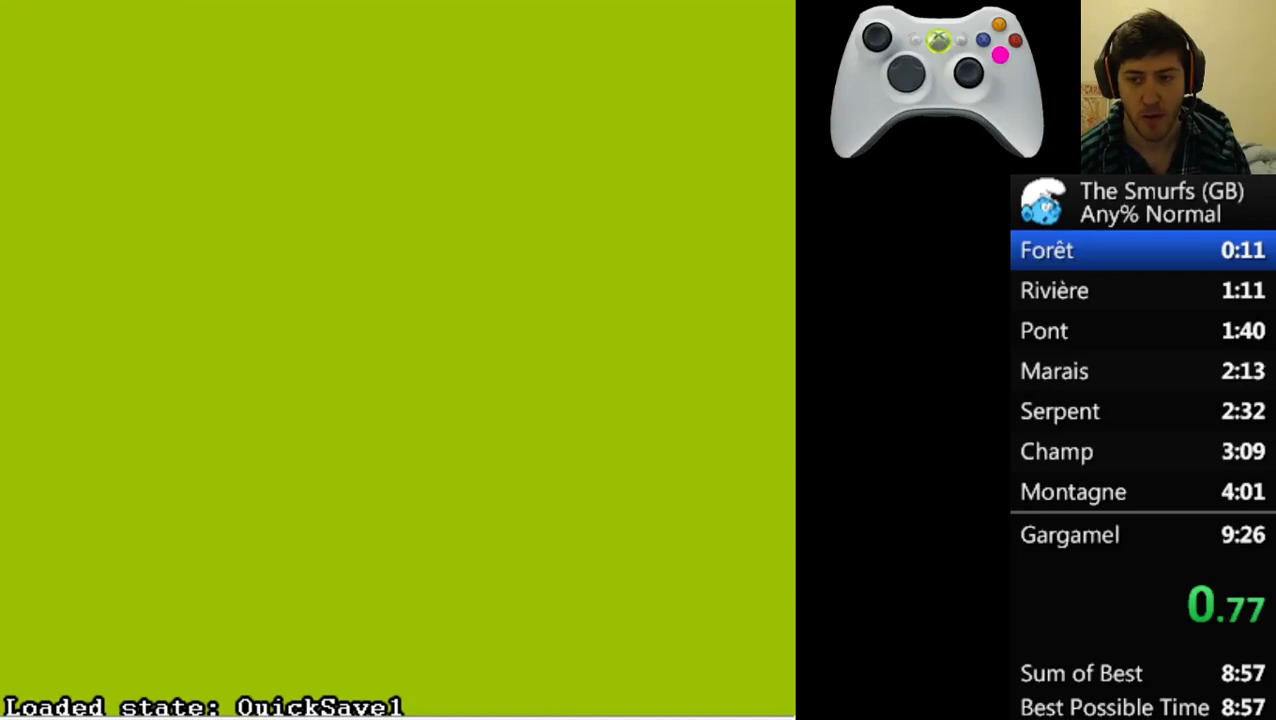 The Smurfs (GB)
Any% Normal
Forêt 0:11
Rivière 1:11
Pont 1:40
Marais 2:13
Serpent 2:32
Champ 3:09
Montagne 4:01
Gargamel 9:26
0.77
Sum of Best 8:57
Best Possible Time 8:57
Loaded state: QuickSave1